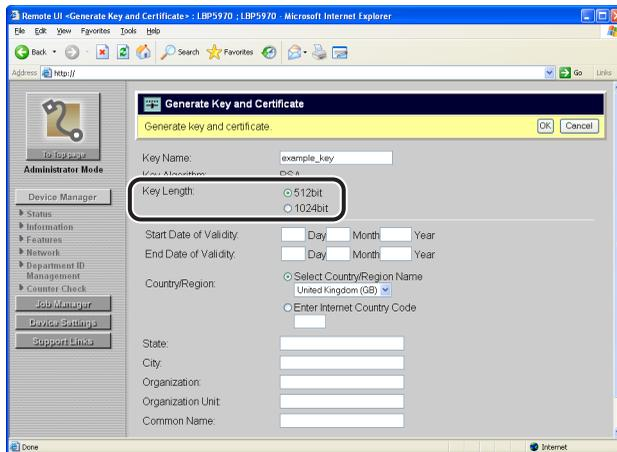 Remote UI <Generate Key and Certificate> : LBP5970 ; LBP5970 - Microsoft Internet Explorer
File Edit View Favorites Tools Help
Back Search Favorites
Address http:// Go Links
To Top page
Administrator Mode
Device Manager
Status
Information
Features
Network
Department ID
Management
Counter Check
Job Manager
Device Settings
Support Links
Generate Key and Certificate
Generate key and certificate. OK Cancel
Key Name: example_key
Key Algorithm: RSA
Key Length: 512bit
1024bit
Start Date of Validity: Day Month Year
End Date of Validity: Day Month Year
Country/Region: Select Country/Region Name
United Kingdom (GB)
Enter Internet Country Code
State:
City:
Organization:
Organization Unit:
Common Name:
Done Internet